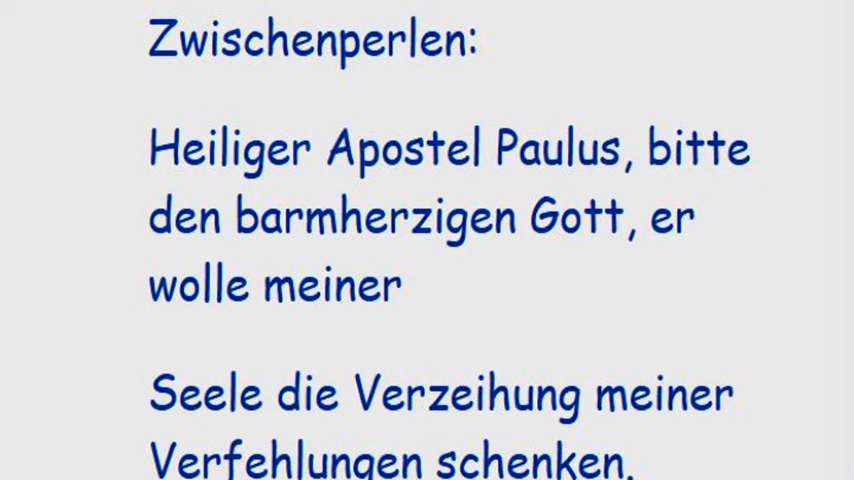 Zwischenperlen:
Heiliger Apostel Paulus, bitte
den barmherzigen Gott, er
wolle meiner
Seele die Verzeihung meiner
Verfehlungen schenken.